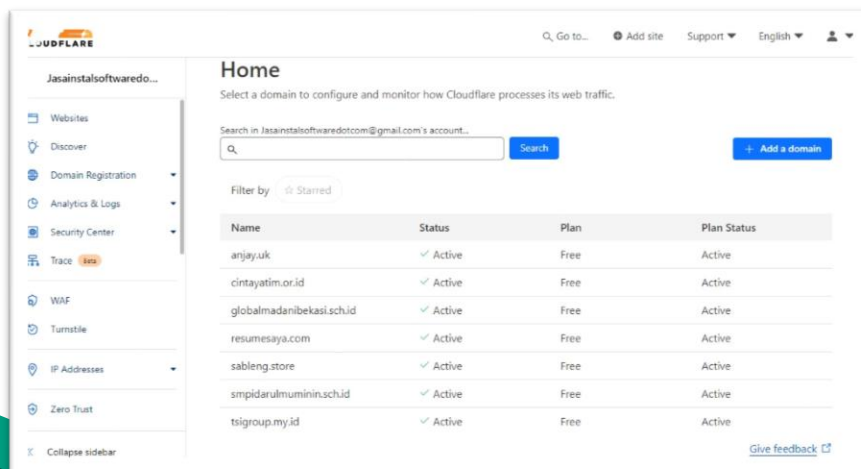 CLOUDFLARE
Go to...
Add site
Support
English
Jasainstalsoftwaredo...
Websites
Discover
Domain Registration
Analytics & Logs
Security Center
Trace Beta
WAF
Turnstile
IP Addresses
Zero Trust
Collapse sidebar
Home
Select a domain to configure and monitor how Cloudflare processes its web traffic.
Search in Jasainstalsoftwaredotcom@gmail.com's account...
Search
+ Add a domain
Filter by Starred
Name Status Plan Plan Status
anjay.uk Active Free Active
cintayatim.or.id Active Free Active
globalmadanibekasi.sch.id Active Free Active
resumesaya.com Active Free Active
sableng.store Active Free Active
smpidarulmuminin.sch.id Active Free Active
tsigroup.my.id Active Free Active
Give feedback